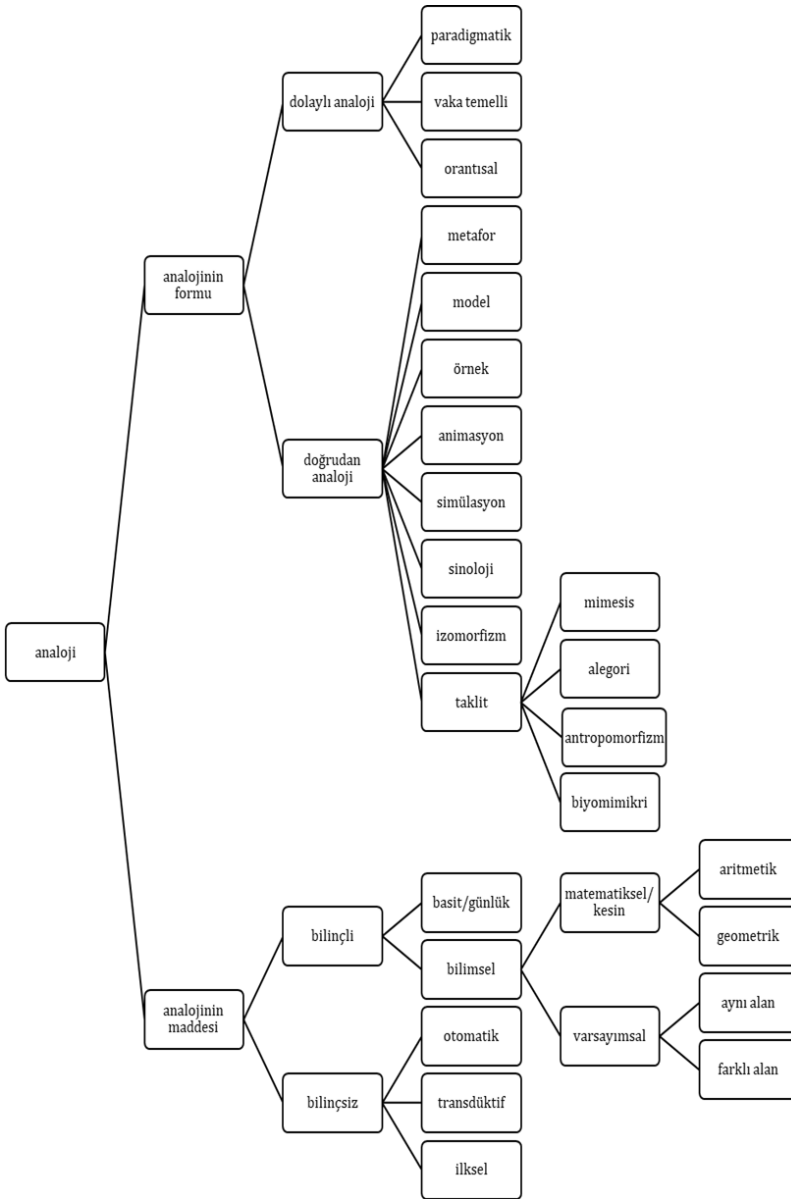 paradigmatik
dolaylı analoji
vaka temelli
orantısal
metafor
analojinin
formu
model
örnek
animasyon
doğrudan
analoji
simülasyon
sinoloji
mimesis
izomorfizm
analoji
alegori
taklit
antropomorfizm
biyomimikri
aritmetik
basit/günlük
matematiksel/
kesin
bilinçli
geometrik
bilimsel
aynı alan
analojinin
maddesi
otomatik
varsayımsal
farklı alan
bilinçsiz
transdüktif
ilksel